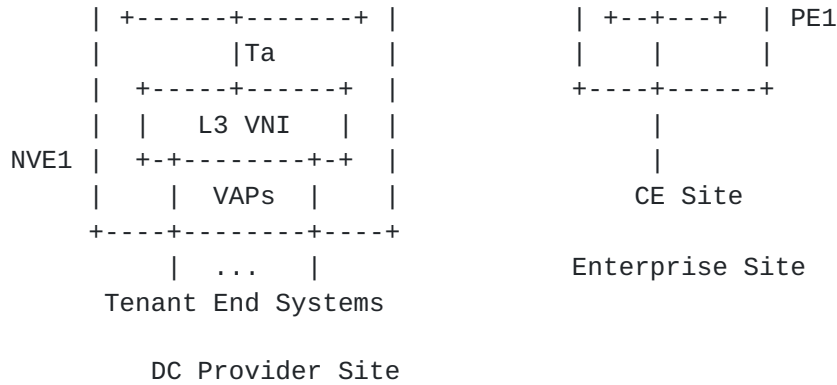 | +------+-------+ |           | +--+---+  | PE1
     |        |Ta       |           |    |      |
     |  +-----+------+  |           +----+------+
     |  |   L3 VNI   |  |                |
NVE1 |  +-+--------+-+  |                |
     |    |  VAPs  |    |              CE Site
     +----+--------+----+
          |  ...   |                Enterprise Site
      Tenant End Systems
         DC Provider Site